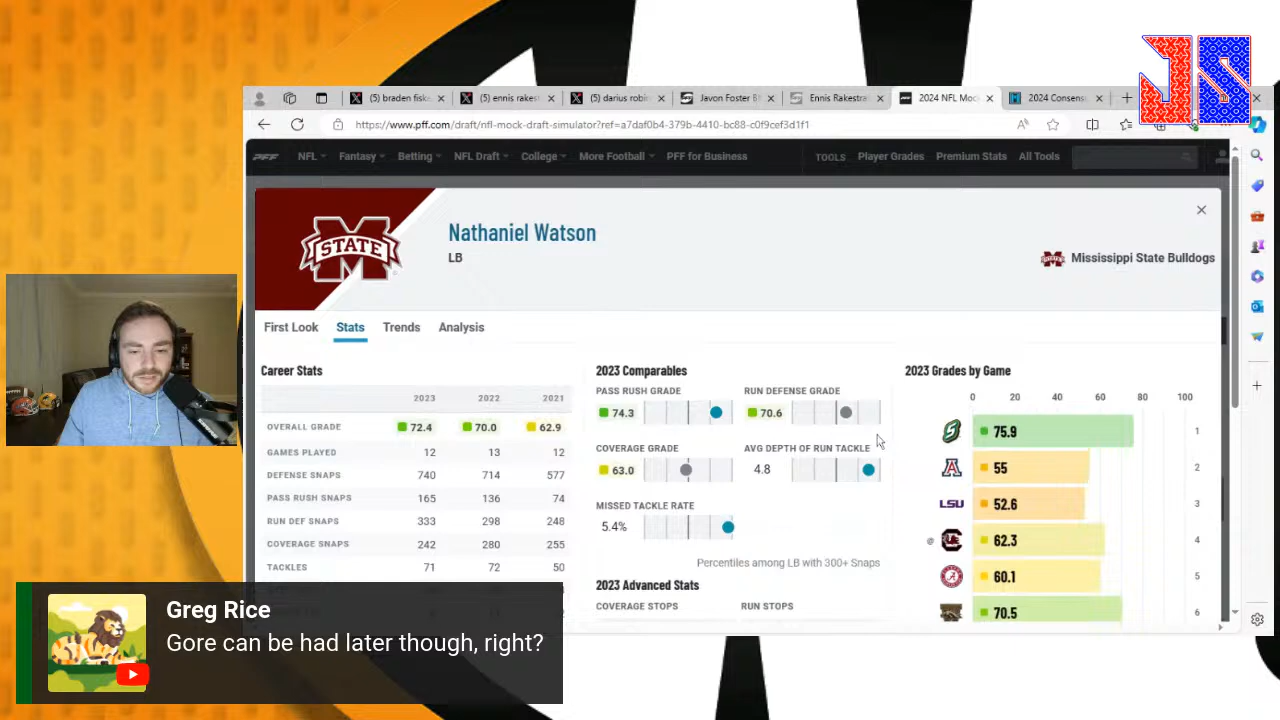 JS
(5) braden fiske
(5) ennis rakest
(5) darius robin
Javon Foster
Ennis Rakestra
2024 NFL Moc
2024 Consens
https://www.pff.com/draft/nfl-mock-draft-simulator?ref=a7daf0b4-379b-4410-bc88-c0f9cef3d1f1
PFF NFL Fantasy Betting NFL Draft College More Football PFF for Business TOOLS Player Grades Premium Stats All Tools
STATE
Nathaniel Watson
LB
STATE
Mississippi State Bulldogs
First Look Stats Trends Analysis
Career Stats
2023 2022 2021
OVERALL GRADE 72.4 70.0 62.9
GAMES PLAYED 12 13 12
DEFENSE SNAPS 740 714 577
PASS RUSH SNAPS 165 136 74
RUN DEF SNAPS 333 298 248
COVERAGE SNAPS 242 280 255
TACKLES 71 72 50
2023 Comparables
PASS RUSH GRADE RUN DEFENSE GRADE
74.3 70.6
COVERAGE GRADE AVG DEPTH OF RUN TACKLE
63.0 4.8
MISSED TACKLE RATE
5.4%
Percentiles among LB with 300+ Snaps
2023 Advanced Stats
COVERAGE STOPS RUN STOPS
2023 Grades by Game
0 20 40 60 80 100
75.9 1
55 2
LSU 52.6 3
@ 62.3 4
60.1 5
70.5 6
Greg Rice
Gore can be had later though, right?